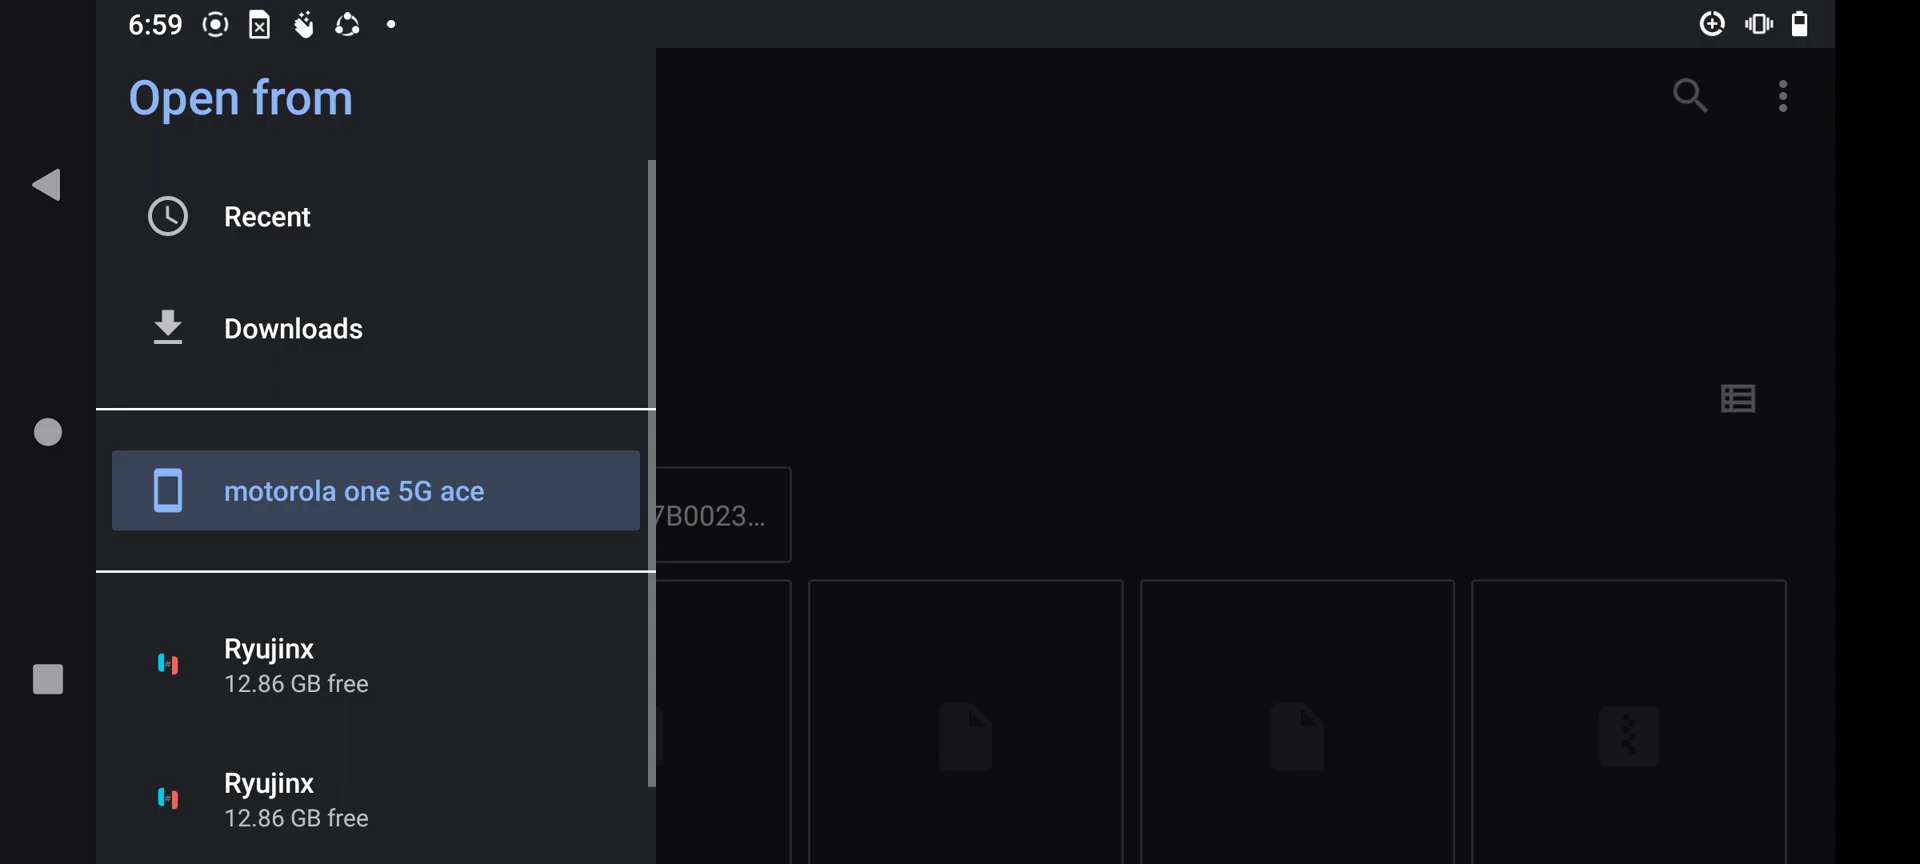 6:59
Open from
Recent
Downloads
motorola one 5G ace
7B0023...
Ryujinx
12.86 GB free
Ryujinx
12.86 GB free